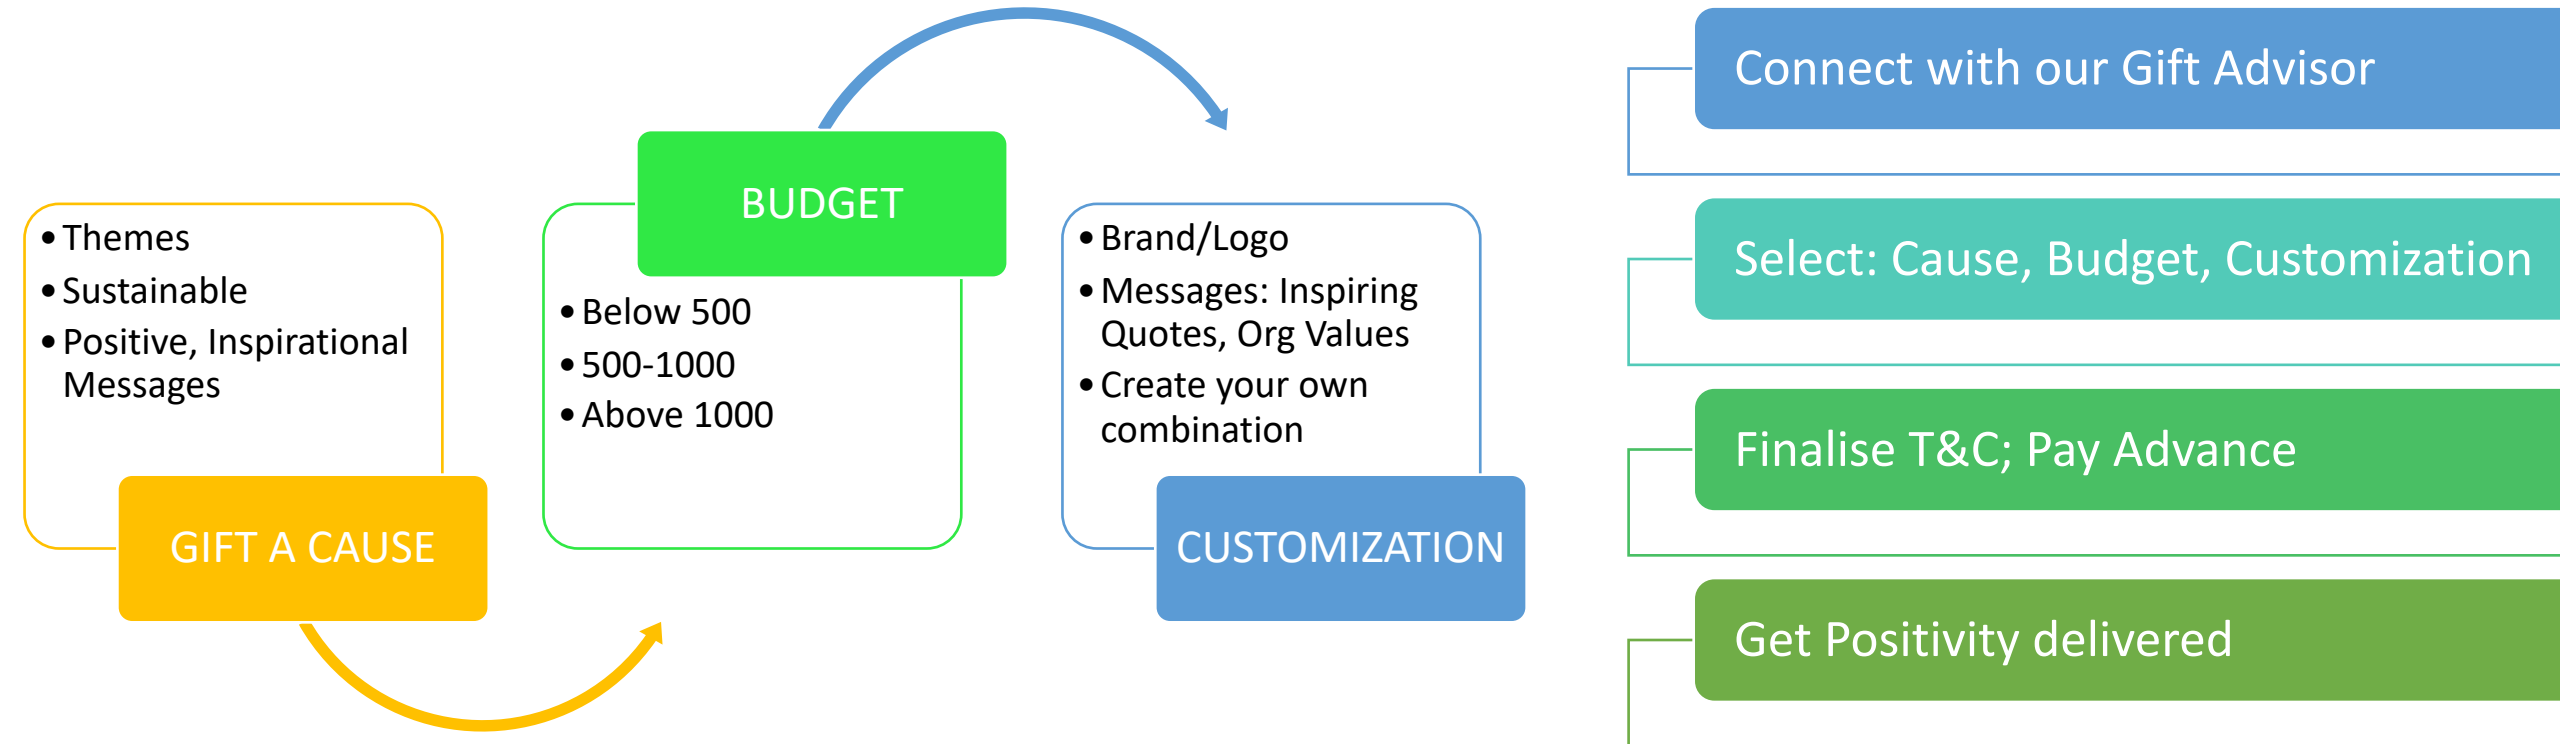 • Themes
• Sustainable
• Positive, Inspirational
Messages
GIFT A CAUSE
BUDGET
• Below 500
• 500-1000
• Above 1000
• Brand/Logo
• Messages: Inspiring
Quotes, Org Values
• Create your own
combination
CUSTOMIZATION
Connect with our Gift Advisor
Select: Cause, Budget, Customization
Finalise T&C; Pay Advance
Get Positivity delivered